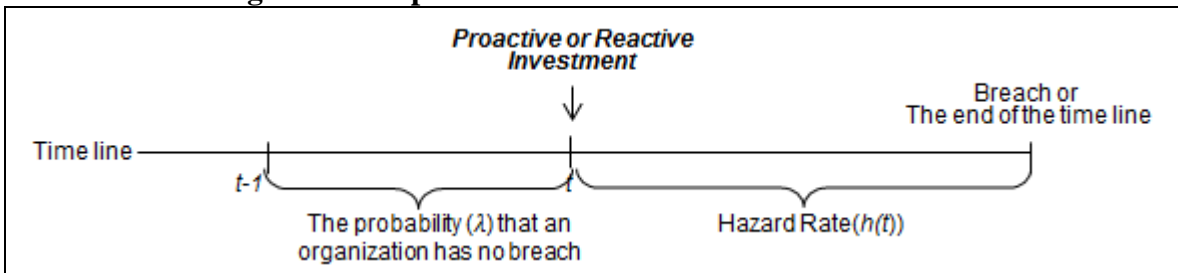 Proactive or Reactive
Investment
Breach or
The end of the time line
Time line
t-1
t
The probability (λ) that an
organization has no breach
Hazard Rate(h(t))